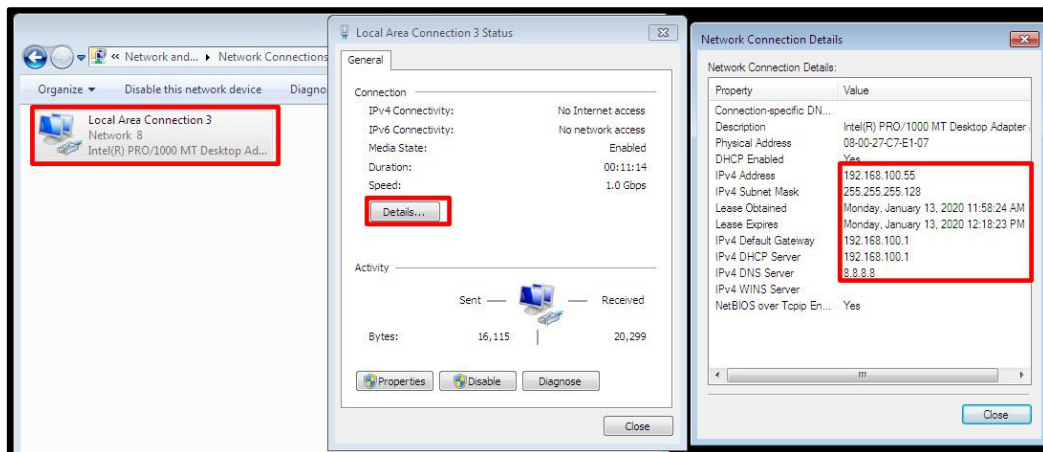 « Network and... ▸ Network Connections
Organize ▼ Disable this network device Diagno
Local Area Connection 3
Network 8
Intel(R) PRO/1000 MT Desktop Ad...
Local Area Connection 3 Status
General
Connection
IPv4 Connectivity: No Internet access
IPv6 Connectivity: No network access
Media State: Enabled
Duration: 00:11:14
Speed: 1.0 Gbps
Details...
Activity
Sent — — Received
Bytes: 16,115 | 20,299
Properties Disable Diagnose
Close
Network Connection Details
Network Connection Details:
Property Value
Connection-specific DN...
Description Intel(R) PRO/1000 MT Desktop Adapter
Physical Address 08-00-27-C7-E1-07
DHCP Enabled Yes
IPv4 Address 192.168.100.55
IPv4 Subnet Mask 255.255.255.128
Lease Obtained Monday, January 13, 2020 11:58:24 AM
Lease Expires Monday, January 13, 2020 12:18:23 PM
IPv4 Default Gateway 192.168.100.1
IPv4 DHCP Server 192.168.100.1
IPv4 DNS Server 8.8.8.8
IPv4 WINS Server
NetBIOS over Tcpip En... Yes
Close